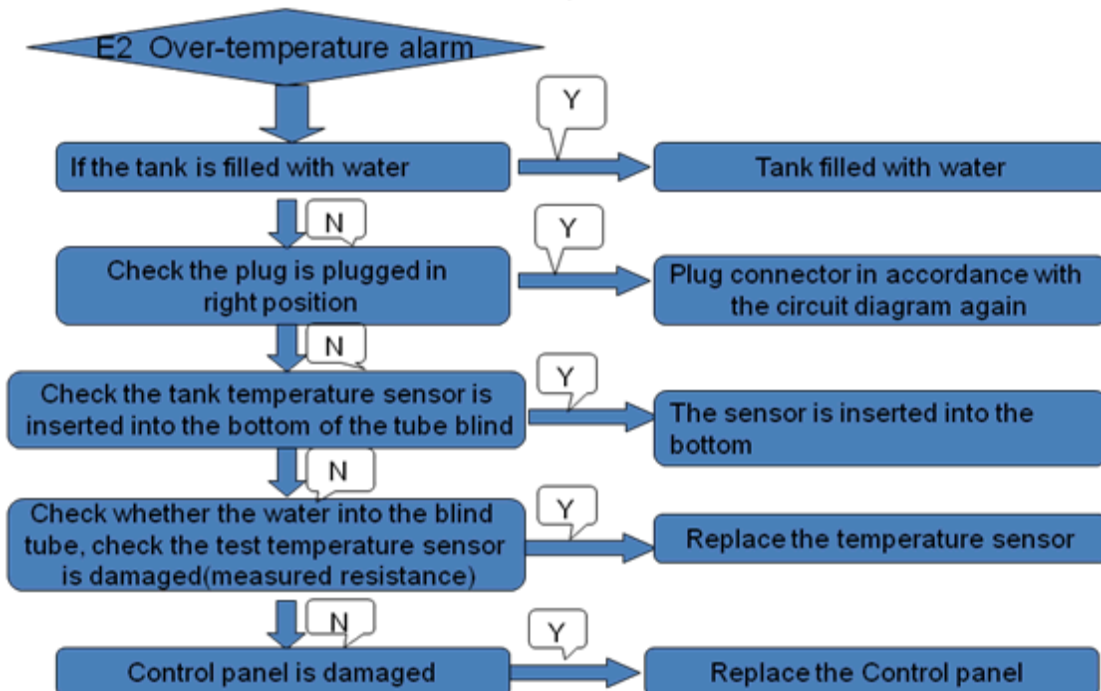 E2 Over-temperature alarm
Y
If the tank is filled with water
Tank filled with water
N
Y
Check the plug is plugged in
right position
Plug connector in accordance with
the circuit diagram again
N
Y
Check the tank temperature sensor is
inserted into the bottom of the tube blind
The sensor is inserted into the
bottom
N
Y
Check whether the water into the blind
tube, check the test temperature sensor
is damaged(measured resistance)
Replace the temperature sensor
N
Y
Control panel is damaged
Replace the Control panel